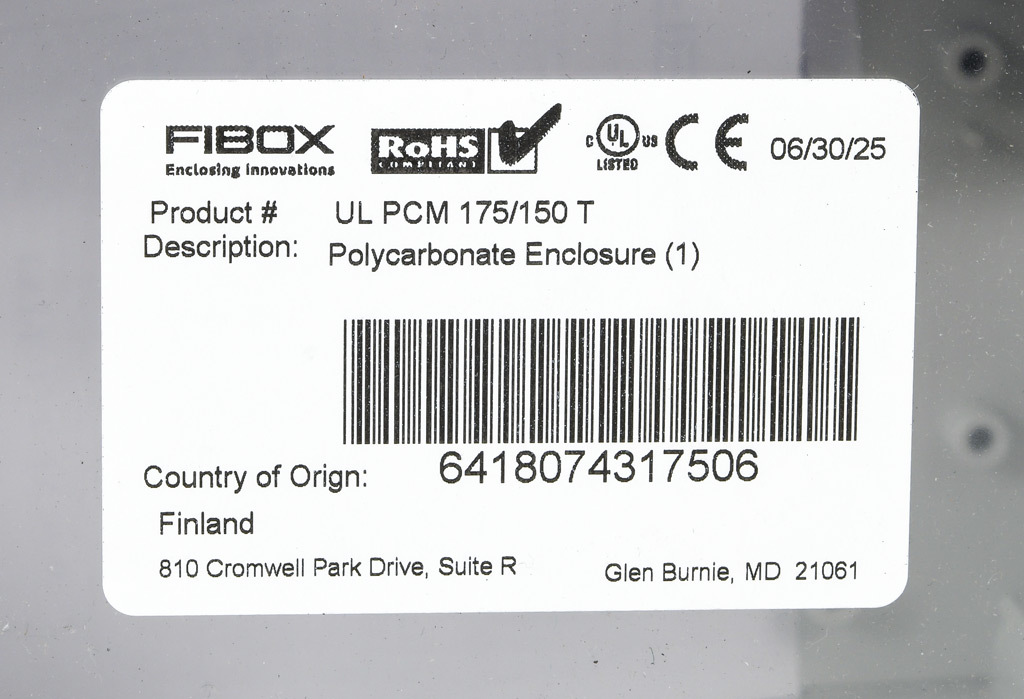 FIBOX
Enclosing Innovations
RoHS
COMPLIANT
C UL US
LISTED
CE
06/30/25
Product # UL PCM 175/150 T
Description: Polycarbonate Enclosure (1)
6418074317506
Country of Orign:
Finland
810 Cromwell Park Drive, Suite R Glen Burnie, MD 21061